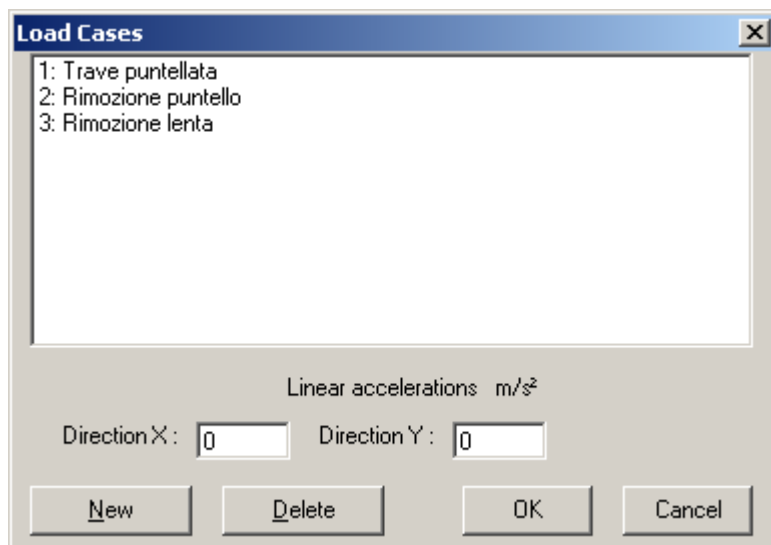 Load Cases
1: Trave puntellata
2: Rimozione puntello
3: Rimozione lenta
Linear accelerations m/s²
Direction X : 0 Direction Y : 0
New Delete OK Cancel